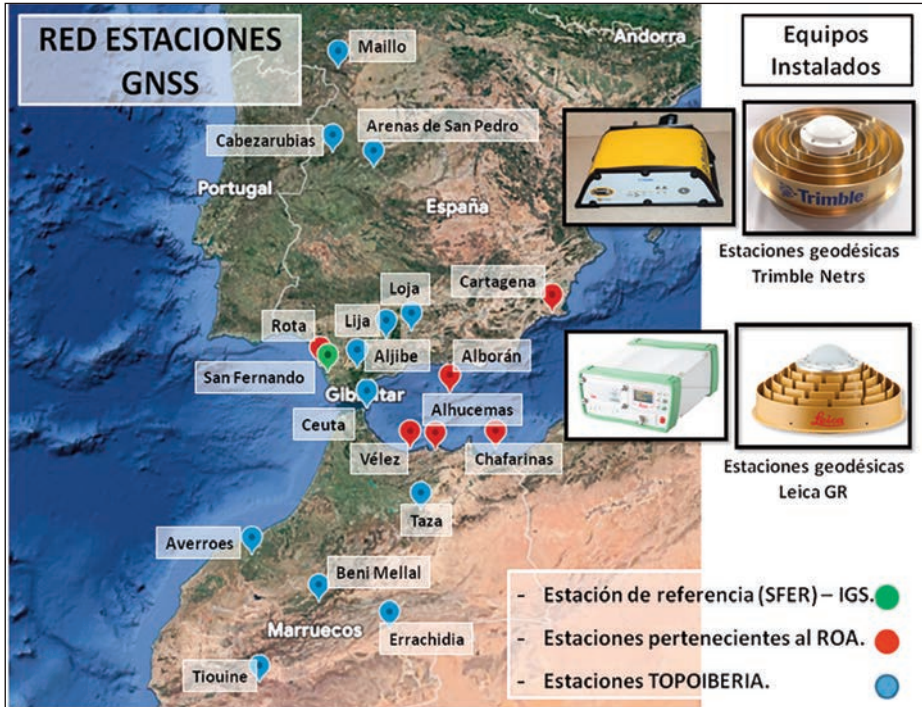 RED ESTACIONES
GNSS
Maillo
Andorra
Equipos
Instalados
Cabezarubias
Arenas de San Pedro
Portugal
España
Trimble
Estaciones geodésicas
Trimble Netrs
Cartagena
Loja
Lija
Rota
Aljibe
Alborán
San Fernando
Gibraltar
Ceuta
Alhucemas
Vélez
Chafarinas
Leica
Estaciones geodésicas
Leica GR
Taza
Averroes
Beni Mellal
Marruecos
Errachidia
Tiouine
- Estación de referencia (SFER) – IGS.
- Estaciones pertenecientes al ROA.
- Estaciones TOPOIBERIA.